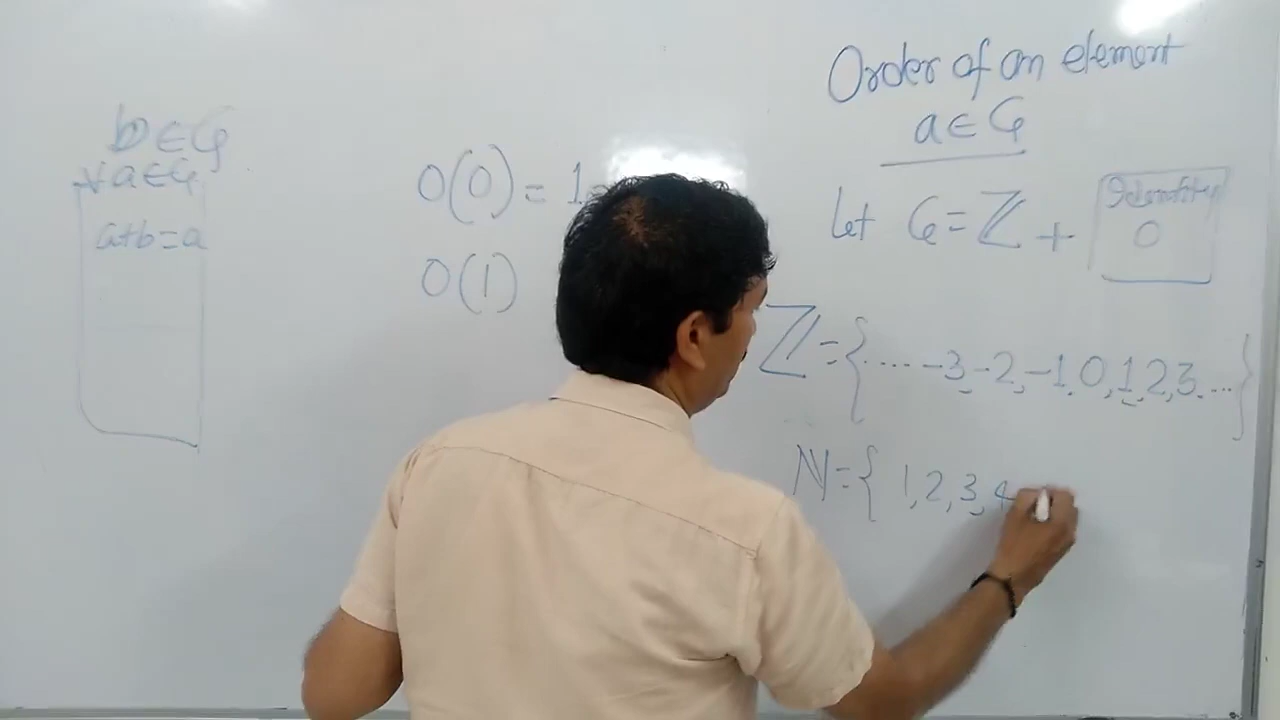 Order of an element
a ∈ G
Let G = ℤ +
Identity
0
b ∈ G
∀ a ∈ G
a+b=a
O(0) = 1
O(1)
ℤ = { ..... -3, -2, -1, 0, 1, 2, 3, ... }
ℕ = { 1, 2, 3, 4